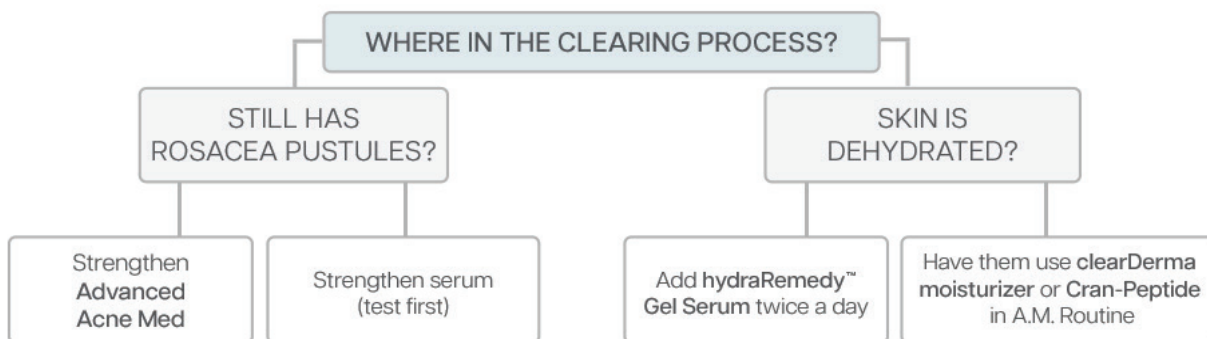 WHERE IN THE CLEARING PROCESS?
STILL HAS
ROSACEA PUSTULES?
SKIN IS
DEHYDRATED?
Strengthen
Advanced
Acne Med
Strengthen serum
(test first)
Add hydraRemedy™
Gel Serum twice a day
Have them use clearDerma
moisturizer or Cran-Peptide
in A.M. Routine